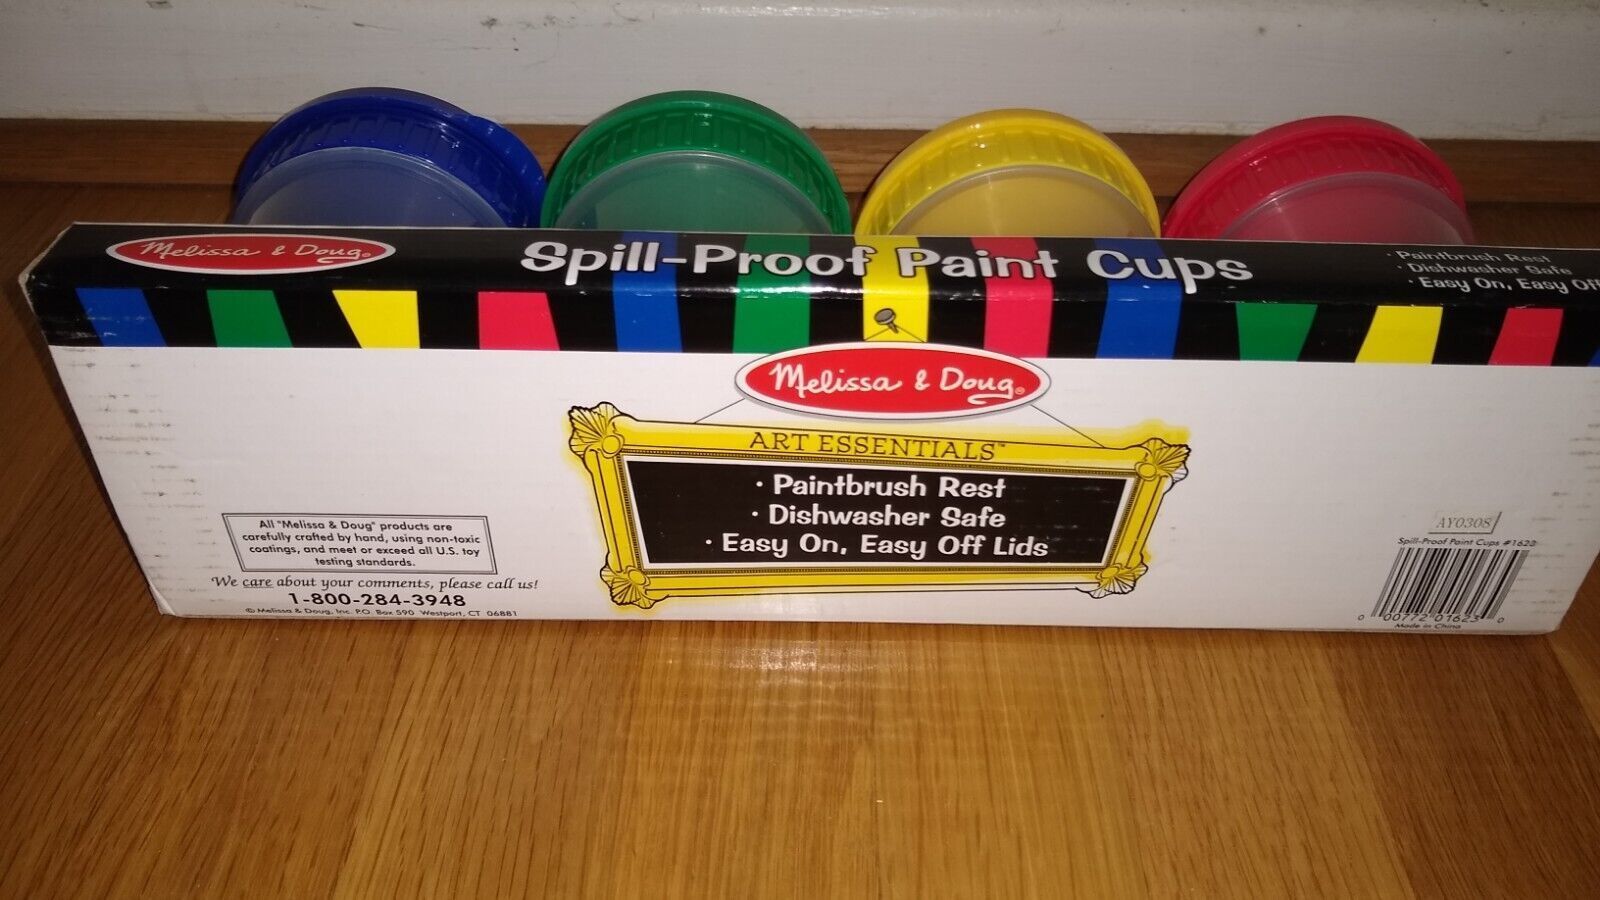 Melissa & Doug®
Spill-Proof Paint Cups
· Paintbrush Rest
· Dishwasher Safe
· Easy On, Easy Off
Melissa & Doug®
ART ESSENTIALS™
· Paintbrush Rest
· Dishwasher Safe
· Easy On, Easy Off Lids
All "Melissa & Doug" products are
carefully crafted by hand, using non-toxic
coatings, and meet or exceed all U.S. toy
testing standards.
We care about your comments, please call us!
1-800-284-3948
© Melissa & Doug, Inc. P.O. Box 590 Westport, CT 06881
AY0308
Spill-Proof Paint Cups #1623
0 00772 01623 0
Made in China